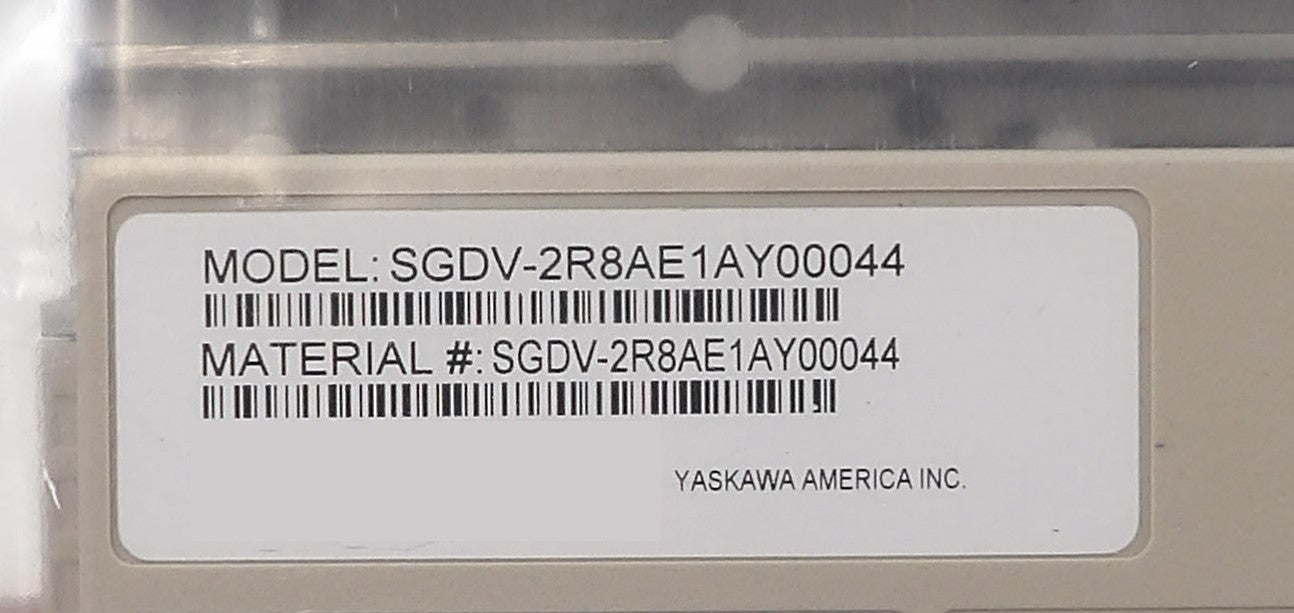 MODEL: SGDV-2R8AE1AY00044
MATERIAL #: SGDV-2R8AE1AY00044
YASKAWA AMERICA INC.